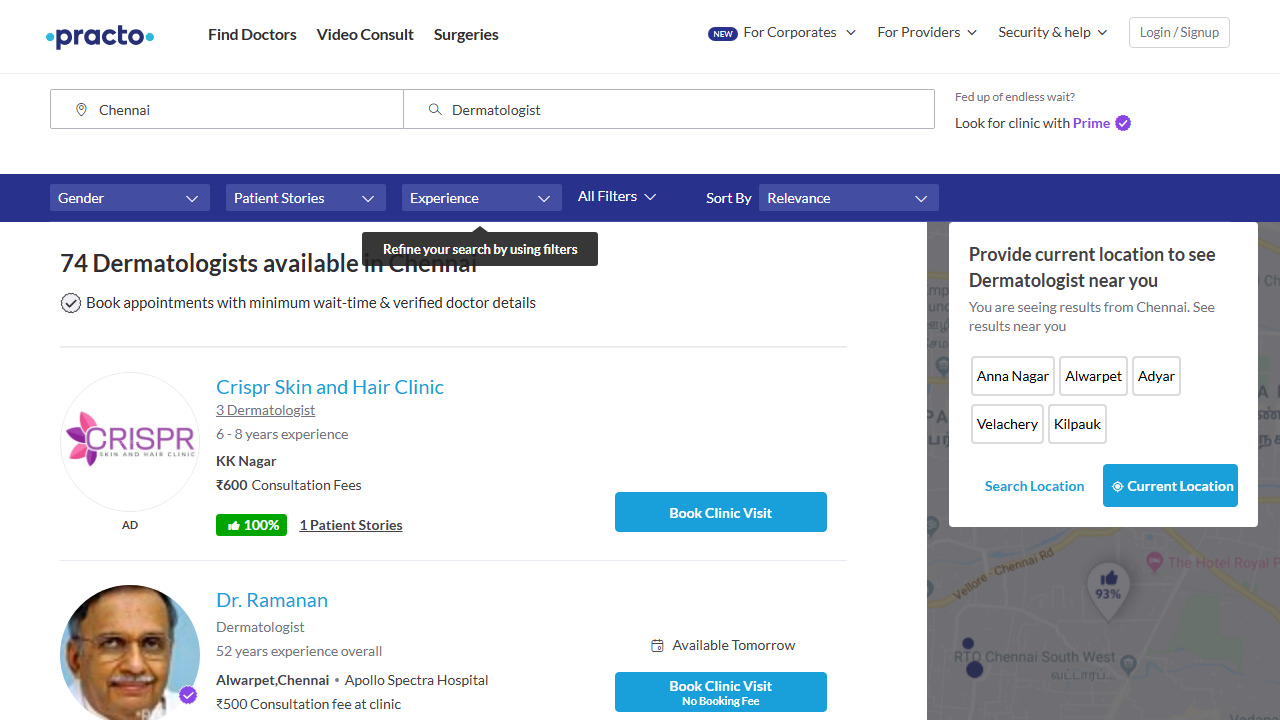 practo
Find Doctors
Video Consult
Surgeries
NEW For Corporates
For Providers
Security & help
Login / Signup
Chennai
Dermatologist
Fed up of endless wait?
Look for clinic with Prime
Gender
Patient Stories
Experience
All Filters
Sort By
Relevance
Refine your search by using filters
74 Dermatologists available in Chennai
Book appointments with minimum wait-time & verified doctor details
CRISPR
SKIN AND HAIR CLINIC
AD
Crispr Skin and Hair Clinic
3 Dermatologist
6 - 8 years experience
KK Nagar
₹600 Consultation Fees
100%
1 Patient Stories
Book Clinic Visit
Dr. Ramanan
Dermatologist
52 years experience overall
Alwarpet,Chennai • Apollo Spectra Hospital
₹500 Consultation fee at clinic
Available Tomorrow
Book Clinic Visit
No Booking Fee
Provide current location to see
Dermatologist near you
You are seeing results from Chennai. See
results near you
Anna Nagar
Alwarpet
Adyar
Velachery
Kilpauk
Search Location
Current Location
Vellore - Chennai Rd
The Hotel Royal P
93%
RTO Chennai South West